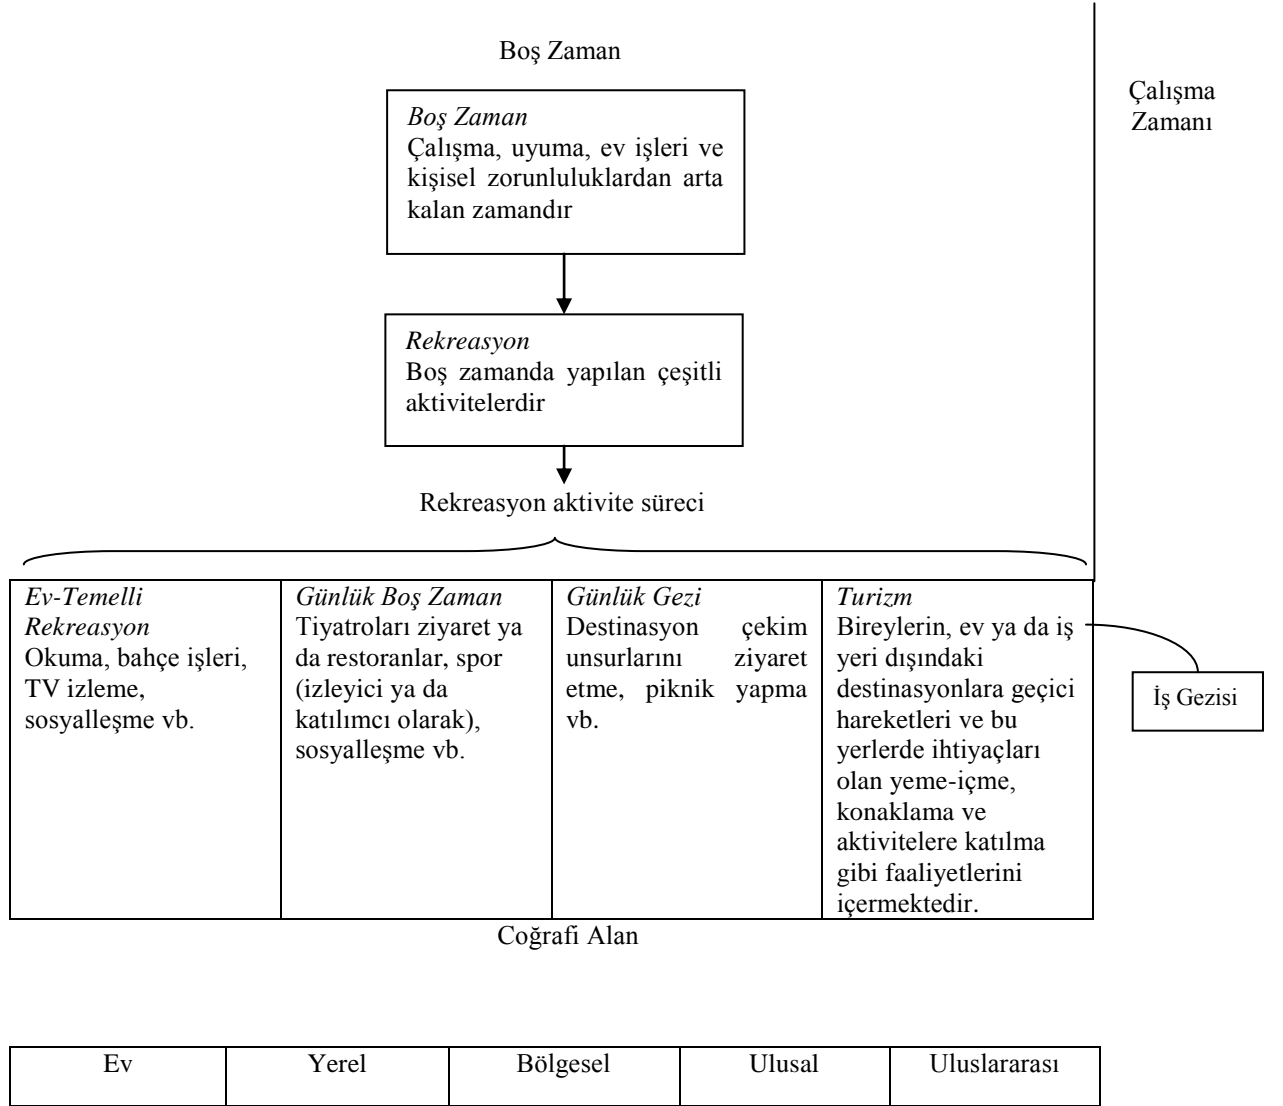 Boş Zaman
Çalışma
Zamanı
Boş Zaman
Çalışma, uyuma, ev işleri ve
kişisel zorunluluklardan arta
kalan zamandır
Rekreasyon
Boş zamanda yapılan çeşitli
aktivitelerdir
Rekreasyon aktivite süreci
Ev-Temelli
Rekreasyon
Okuma, bahçe işleri,
TV izleme,
sosyalleşme vb.
Günlük Boş Zaman
Tiyatroları ziyaret ya
da restoranlar, spor
(izleyici ya da
katılımcı olarak),
sosyalleşme vb.
Günlük Gezi
Destinasyon çekim
unsurlarını ziyaret
etme, piknik yapma
vb.
Turizm
Bireylerin, ev ya da iş
yeri dışındaki
destinasyonlara geçici
hareketleri ve bu
yerlerde ihtiyaçları
olan yeme-içme,
konaklama ve
aktivitelere katılma
gibi faaliyetlerini
içermektedir.
İş Gezisi
Coğrafi Alan
Ev
Yerel
Bölgesel
Ulusal
Uluslararası